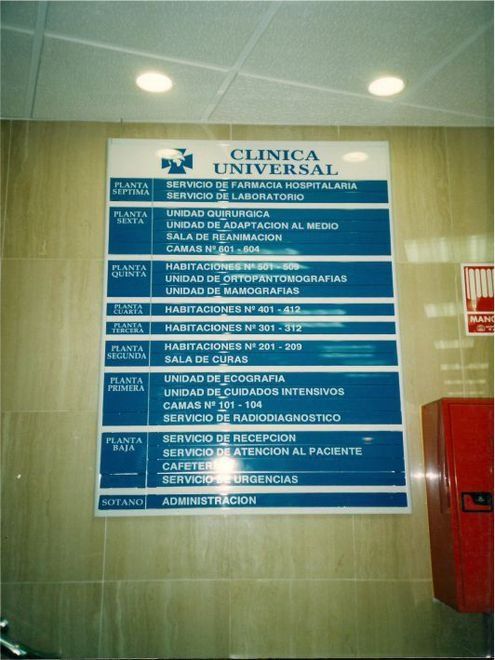 CLINICA
UNIVERSAL
PLANTA SEPTIMA
SERVICIO DE FARMACIA HOSPITALARIA
SERVICIO DE LABORATORIO
PLANTA SEXTA
UNIDAD QUIRURGICA
UNIDAD DE ADAPTACION AL MEDIO
SALA DE REANIMACION
CAMAS Nº 601 - 604
PLANTA QUINTA
HABITACIONES Nº 501 - 509
UNIDAD DE ORTOPANTOMOGRAFIAS
UNIDAD DE MAMOGRAFIAS
PLANTA CUARTA
HABITACIONES Nº 401 - 412
PLANTA TERCERA
HABITACIONES Nº 301 - 312
PLANTA SEGUNDA
HABITACIONES Nº 201 - 209
SALA DE CURAS
PLANTA PRIMERA
UNIDAD DE ECOGRAFIA
UNIDAD DE CUIDADOS INTENSIVOS
CAMAS Nº 101 - 104
SERVICIO DE RADIODIAGNOSTICO
PLANTA BAJA
SERVICIO DE RECEPCION
SERVICIO DE ATENCION AL PACIENTE
CAFETERIA
SERVICIO DE URGENCIAS
SOTANO
ADMINISTRACION